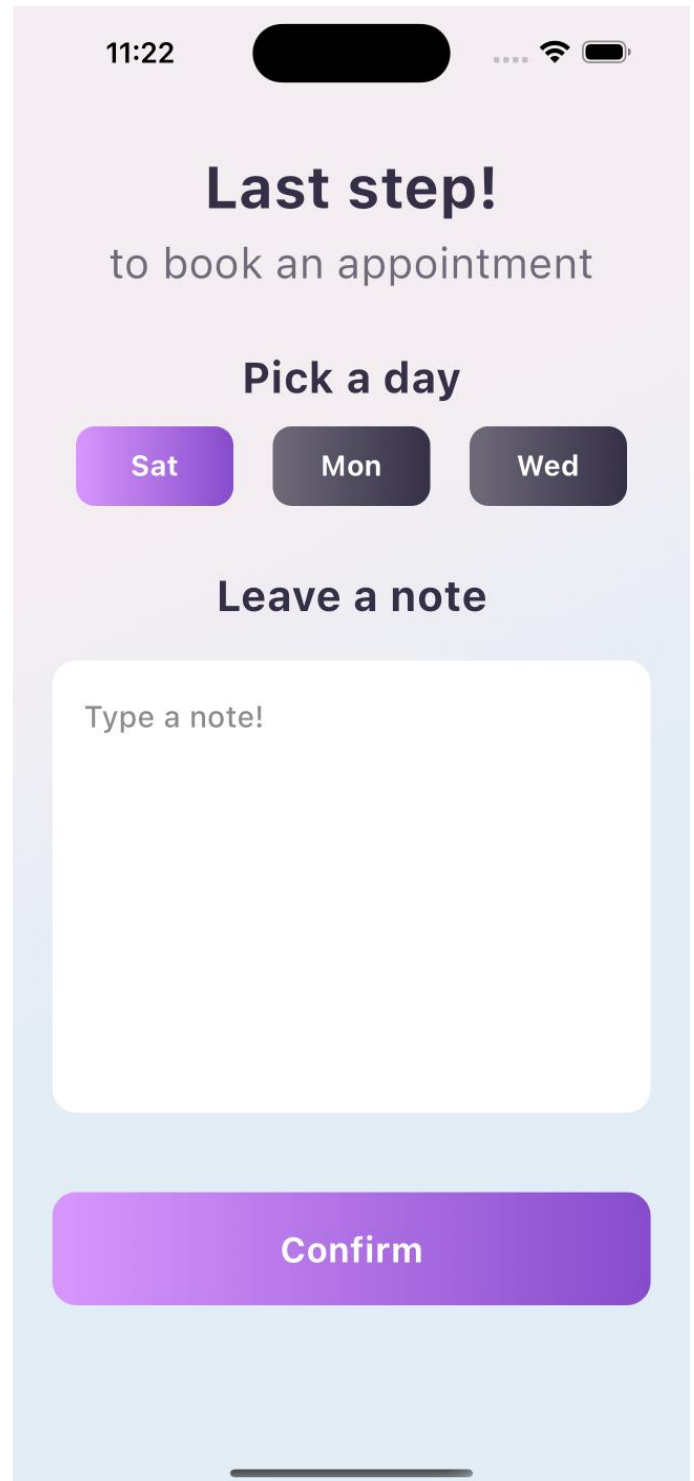 11:22
Last step!
to book an appointment
Pick a day
Sat Mon Wed
Leave a note
Type a note!
Confirm